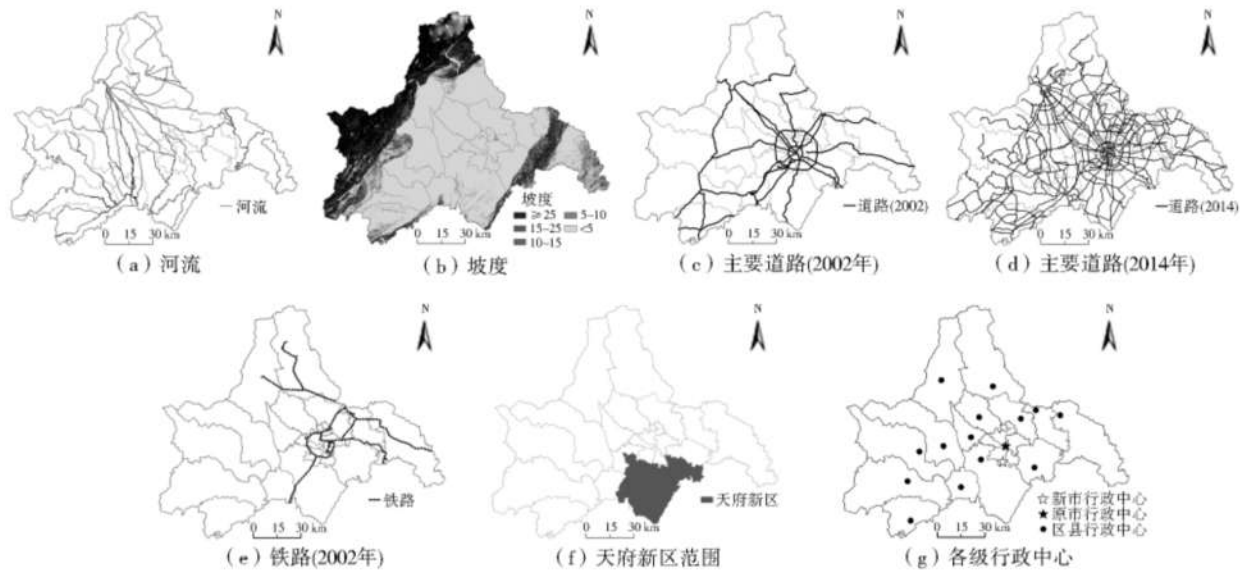 N
N
N
N
河流
0 15 30 km
(a) 河流
坡度
≥25
5-10
15-25
<5
10-15
0 15 30 km
(b) 坡度
道路(2002)
0 15 30 km
(c) 主要道路(2002年)
道路(2014)
0 15 30 km
(d) 主要道路(2014年)
N
N
N
铁路
0 15 30 km
(e) 铁路(2002年)
天府新区
0 15 30 km
(f) 天府新区范围
☆新市行政中心
★原市行政中心
●区县行政中心
0 15 30 km
(g) 各级行政中心